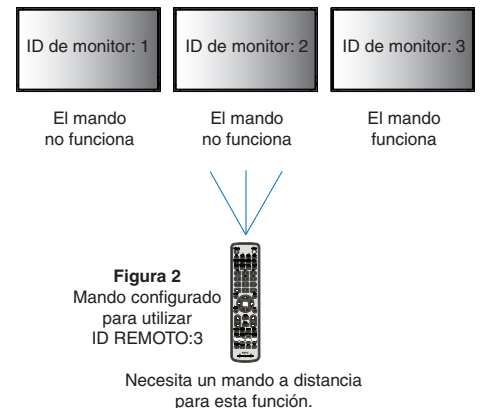 ID de monitor: 1
ID de monitor: 2
ID de monitor: 3
El mando
no funciona
El mando
no funciona
El mando
funciona
Figura 2
Mando configurado
para utilizar
ID REMOTO:3
Necesita un mando a distancia
para esta función.